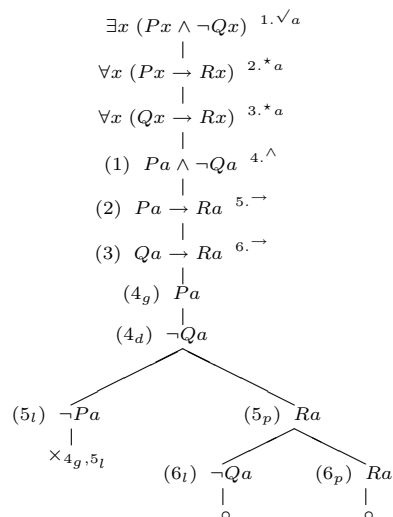 ∃x (Px ∧ ¬Qx) 1.√a
∀x (Px → Rx) 2.⋆a
∀x (Qx → Rx) 3.⋆a
(1) Pa ∧ ¬Qa 4.∧
(2) Pa → Ra 5.→
(3) Qa → Ra 6.→
(4g) Pa
(4d) ¬Qa
(5l) ¬Pa (5p) Ra
×4g,5l (6l) ¬Qa (6p) Ra
∘ ∘